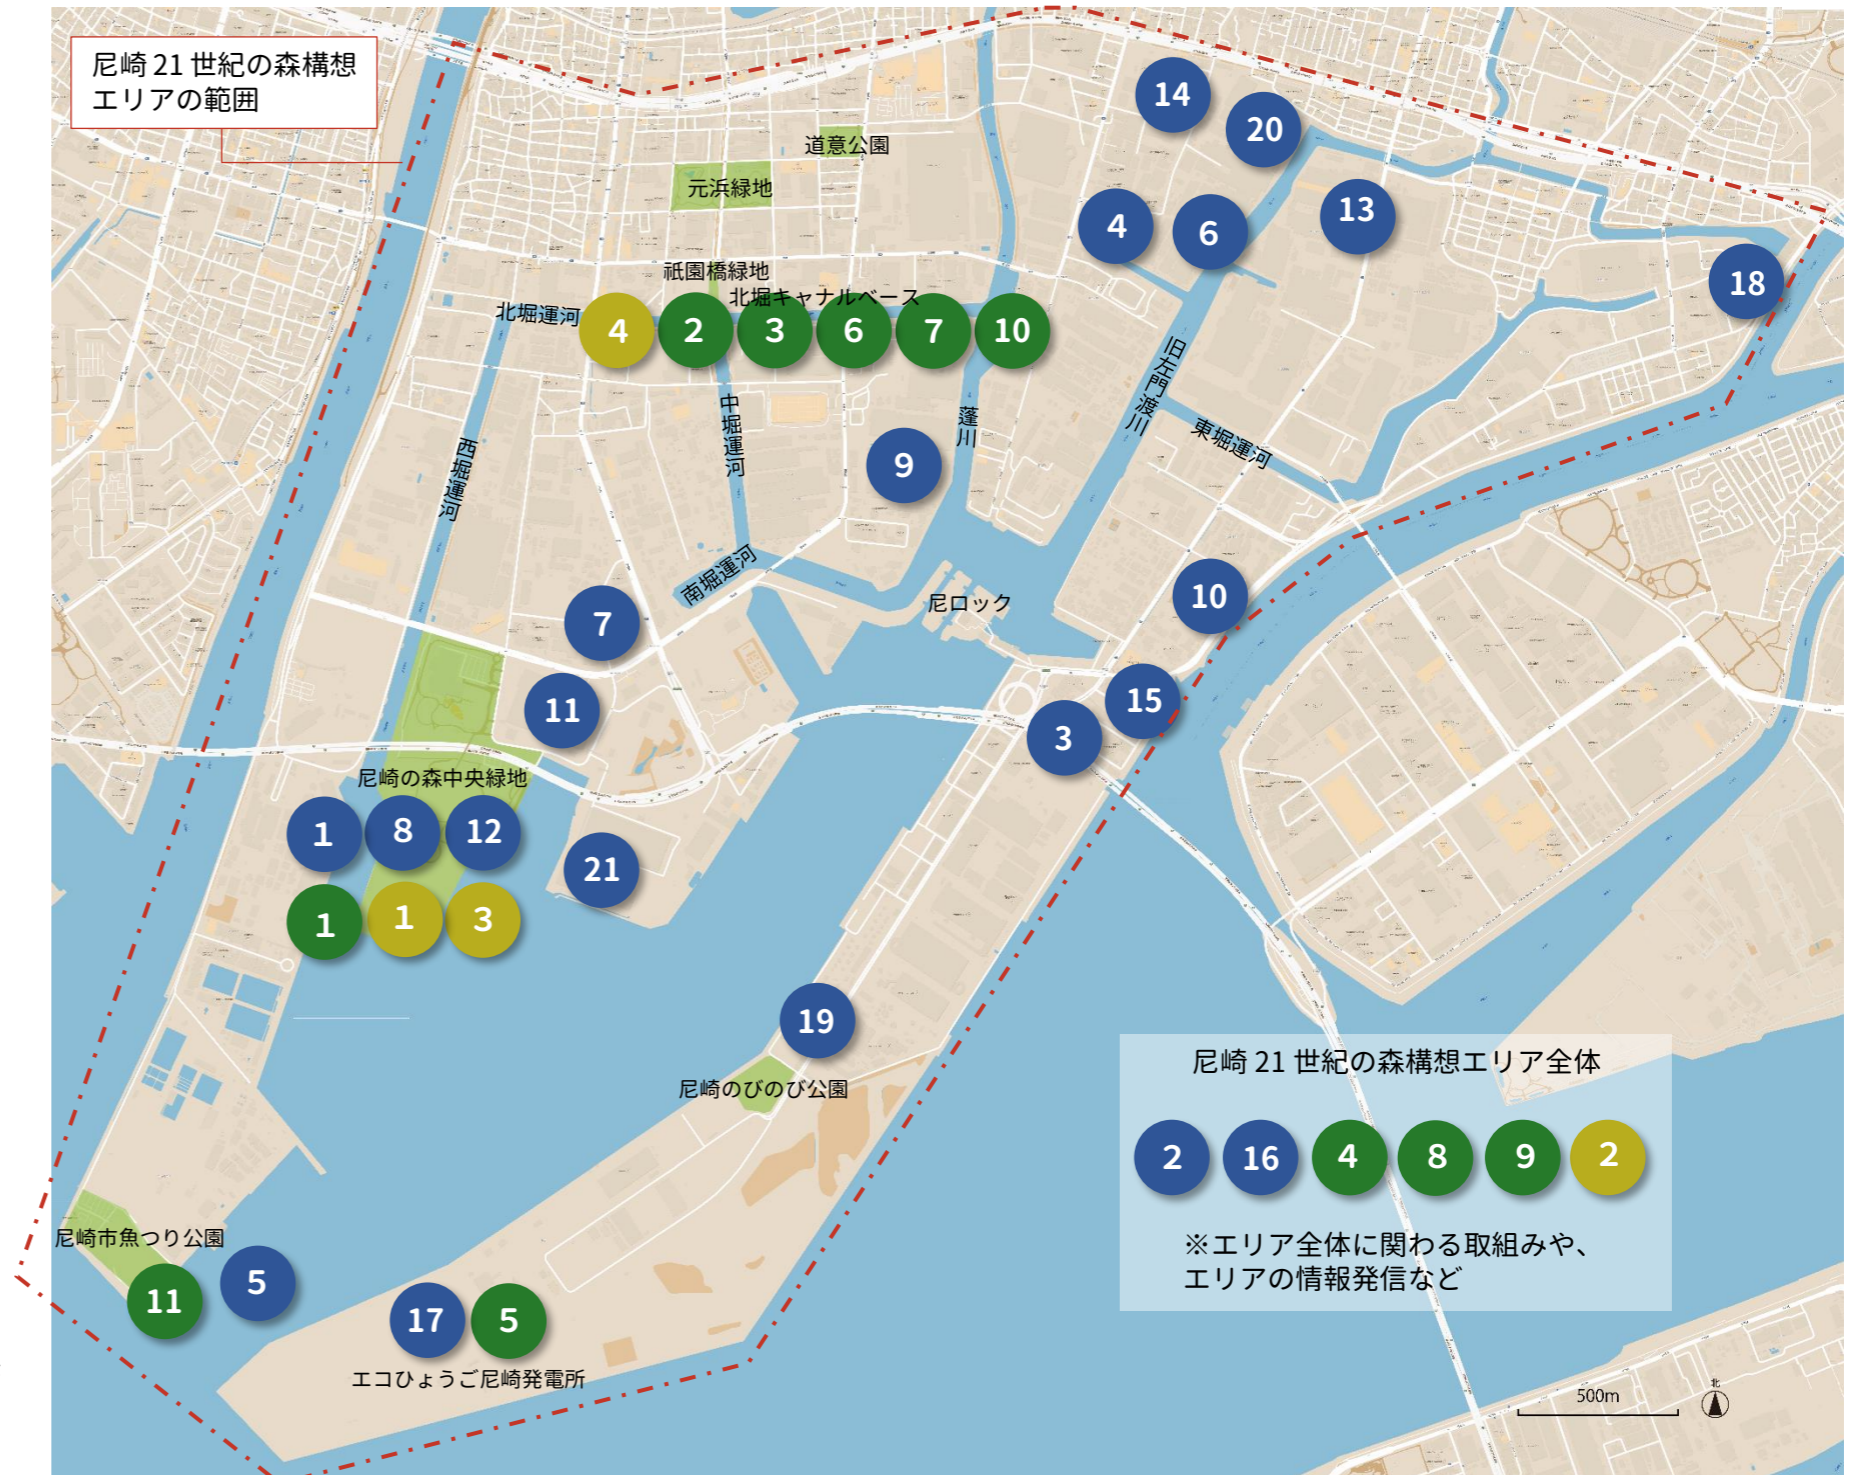 尼崎 21 世紀の森構想
エリアの範囲
14
20
道意公園
元浜緑地
13
4
6
祇園橋緑地
18
北堀キャナルベース
北堀運河
4
2
3
6
7
10
旧左門渡川
中堀運河
蓬川
東堀運河
西堀運河
9
南堀運河
尼ロック
10
7
11
15
3
尼崎の森中央緑地
1
8
12
21
1
1
3
19
尼崎のびのび公園
尼崎 21 世紀の森構想エリア全体
2
16
4
8
9
2
※エリア全体に関わる取組みや、
エリアの情報発信など
尼崎市魚つり公園
11
5
17
5
エコひょうご尼崎発電所
500m
北